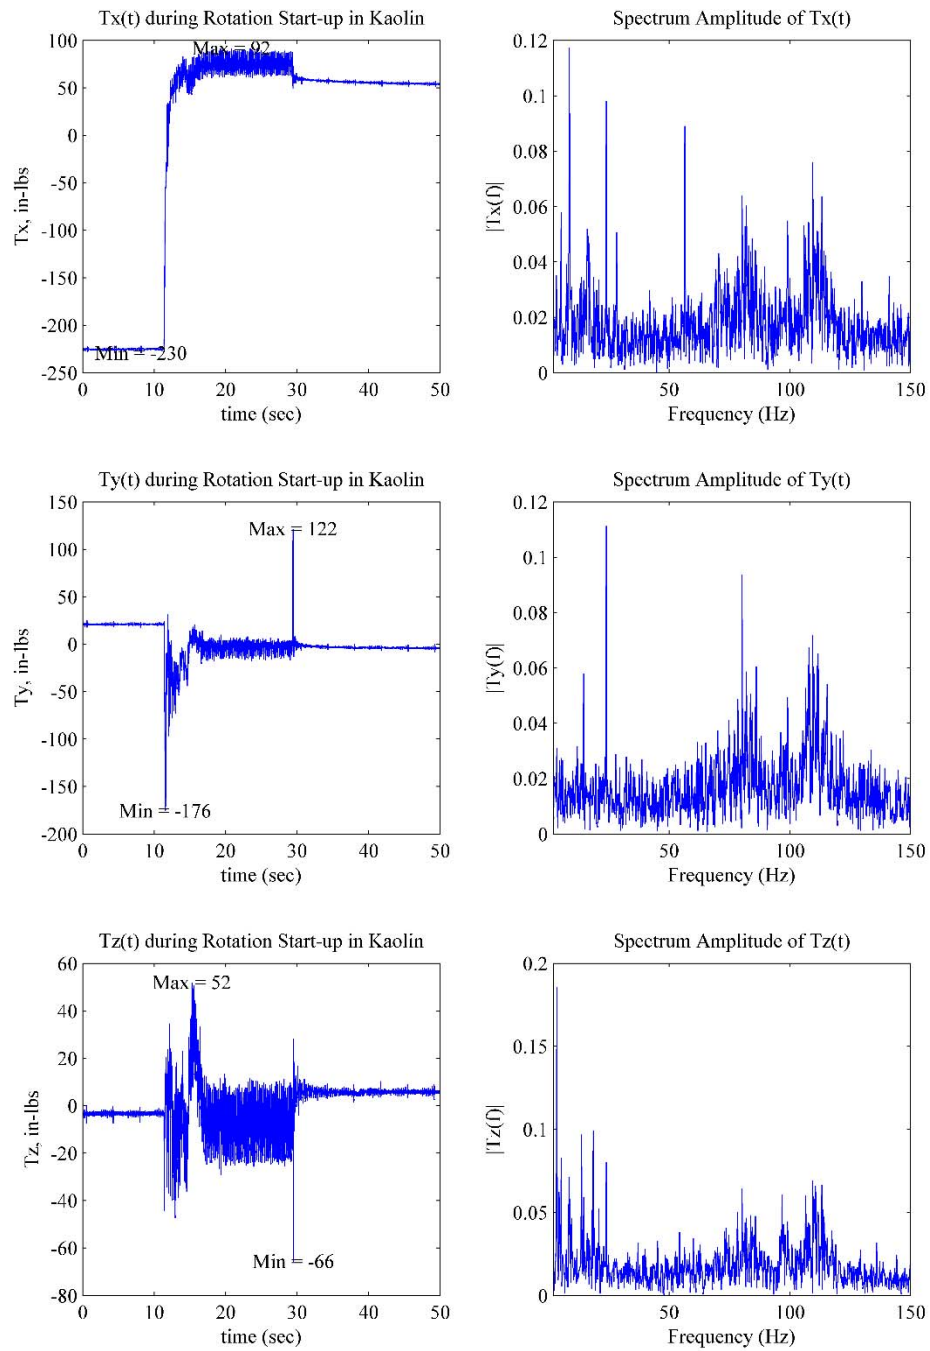 Tx(t) during Rotation Start-up in Kaolin
Tx, in-lbs
100
50
0
-50
-100
-150
-200
-250
Max = 92
Min = -230
0 10 20 30 40 50
time (sec)
Spectrum Amplitude of Tx(t)
|Tx(f)|
0.12
0.1
0.08
0.06
0.04
0.02
0
50 100 150
Frequency (Hz)
Ty(t) during Rotation Start-up in Kaolin
Ty, in-lbs
150
100
50
0
-50
-100
-150
-200
Max = 122
Min = -176
0 10 20 30 40 50
time (sec)
Spectrum Amplitude of Ty(t)
|Ty(f)|
0.12
0.1
0.08
0.06
0.04
0.02
0
50 100 150
Frequency (Hz)
Tz(t) during Rotation Start-up in Kaolin
Tz, in-lbs
60
40
20
0
-20
-40
-60
-80
Max = 52
Min = -66
0 10 20 30 40 50
time (sec)
Spectrum Amplitude of Tz(t)
|Tz(f)|
0.2
0.15
0.1
0.05
0
50 100 150
Frequency (Hz)